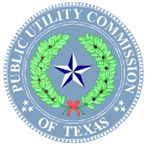 PUBLIC UTILITY COMMISSION
OF TEXAS